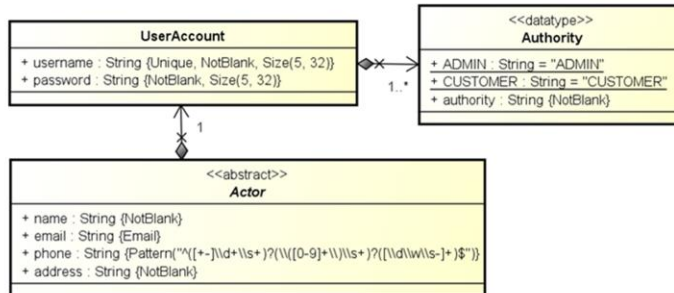 UserAccount
+ username : String {Unique, NotBlank, Size(5, 32)}
+ password : String {NotBlank, Size(5, 32)}
<<datatype>>
Authority
+ ADMIN : String = "ADMIN"
+ CUSTOMER : String = "CUSTOMER"
+ authority : String {NotBlank}
1..*
1
<<abstract>>
Actor
+ name : String {NotBlank}
+ email : String {Email}
+ phone : String {Pattern("^([+-]\\d+\\s+)?(\\([0-9]+\\)\\s+)?([\\d\\w\\s-]+)$")}
+ address : String {NotBlank}